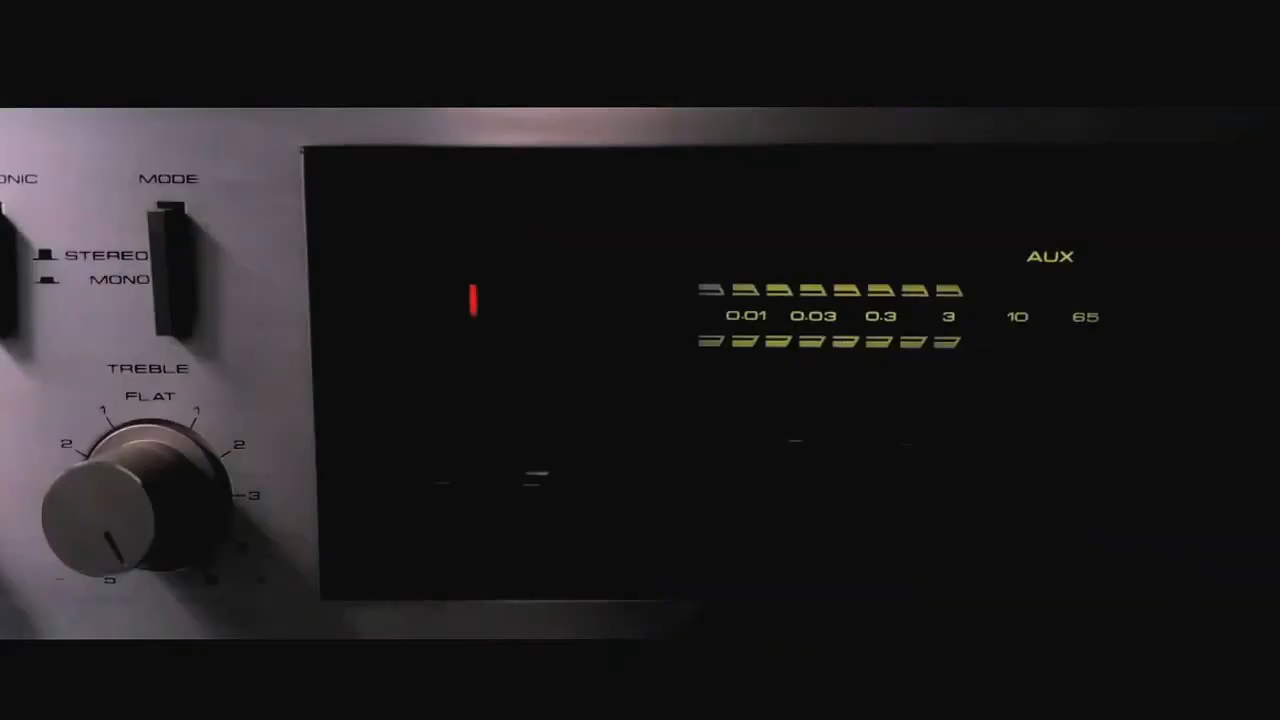 ONIC
MODE
STEREO
MONO
AUX
0.01 0.03 0.3 3 10 65
TREBLE
FLAT
1 1
2 2
3
5